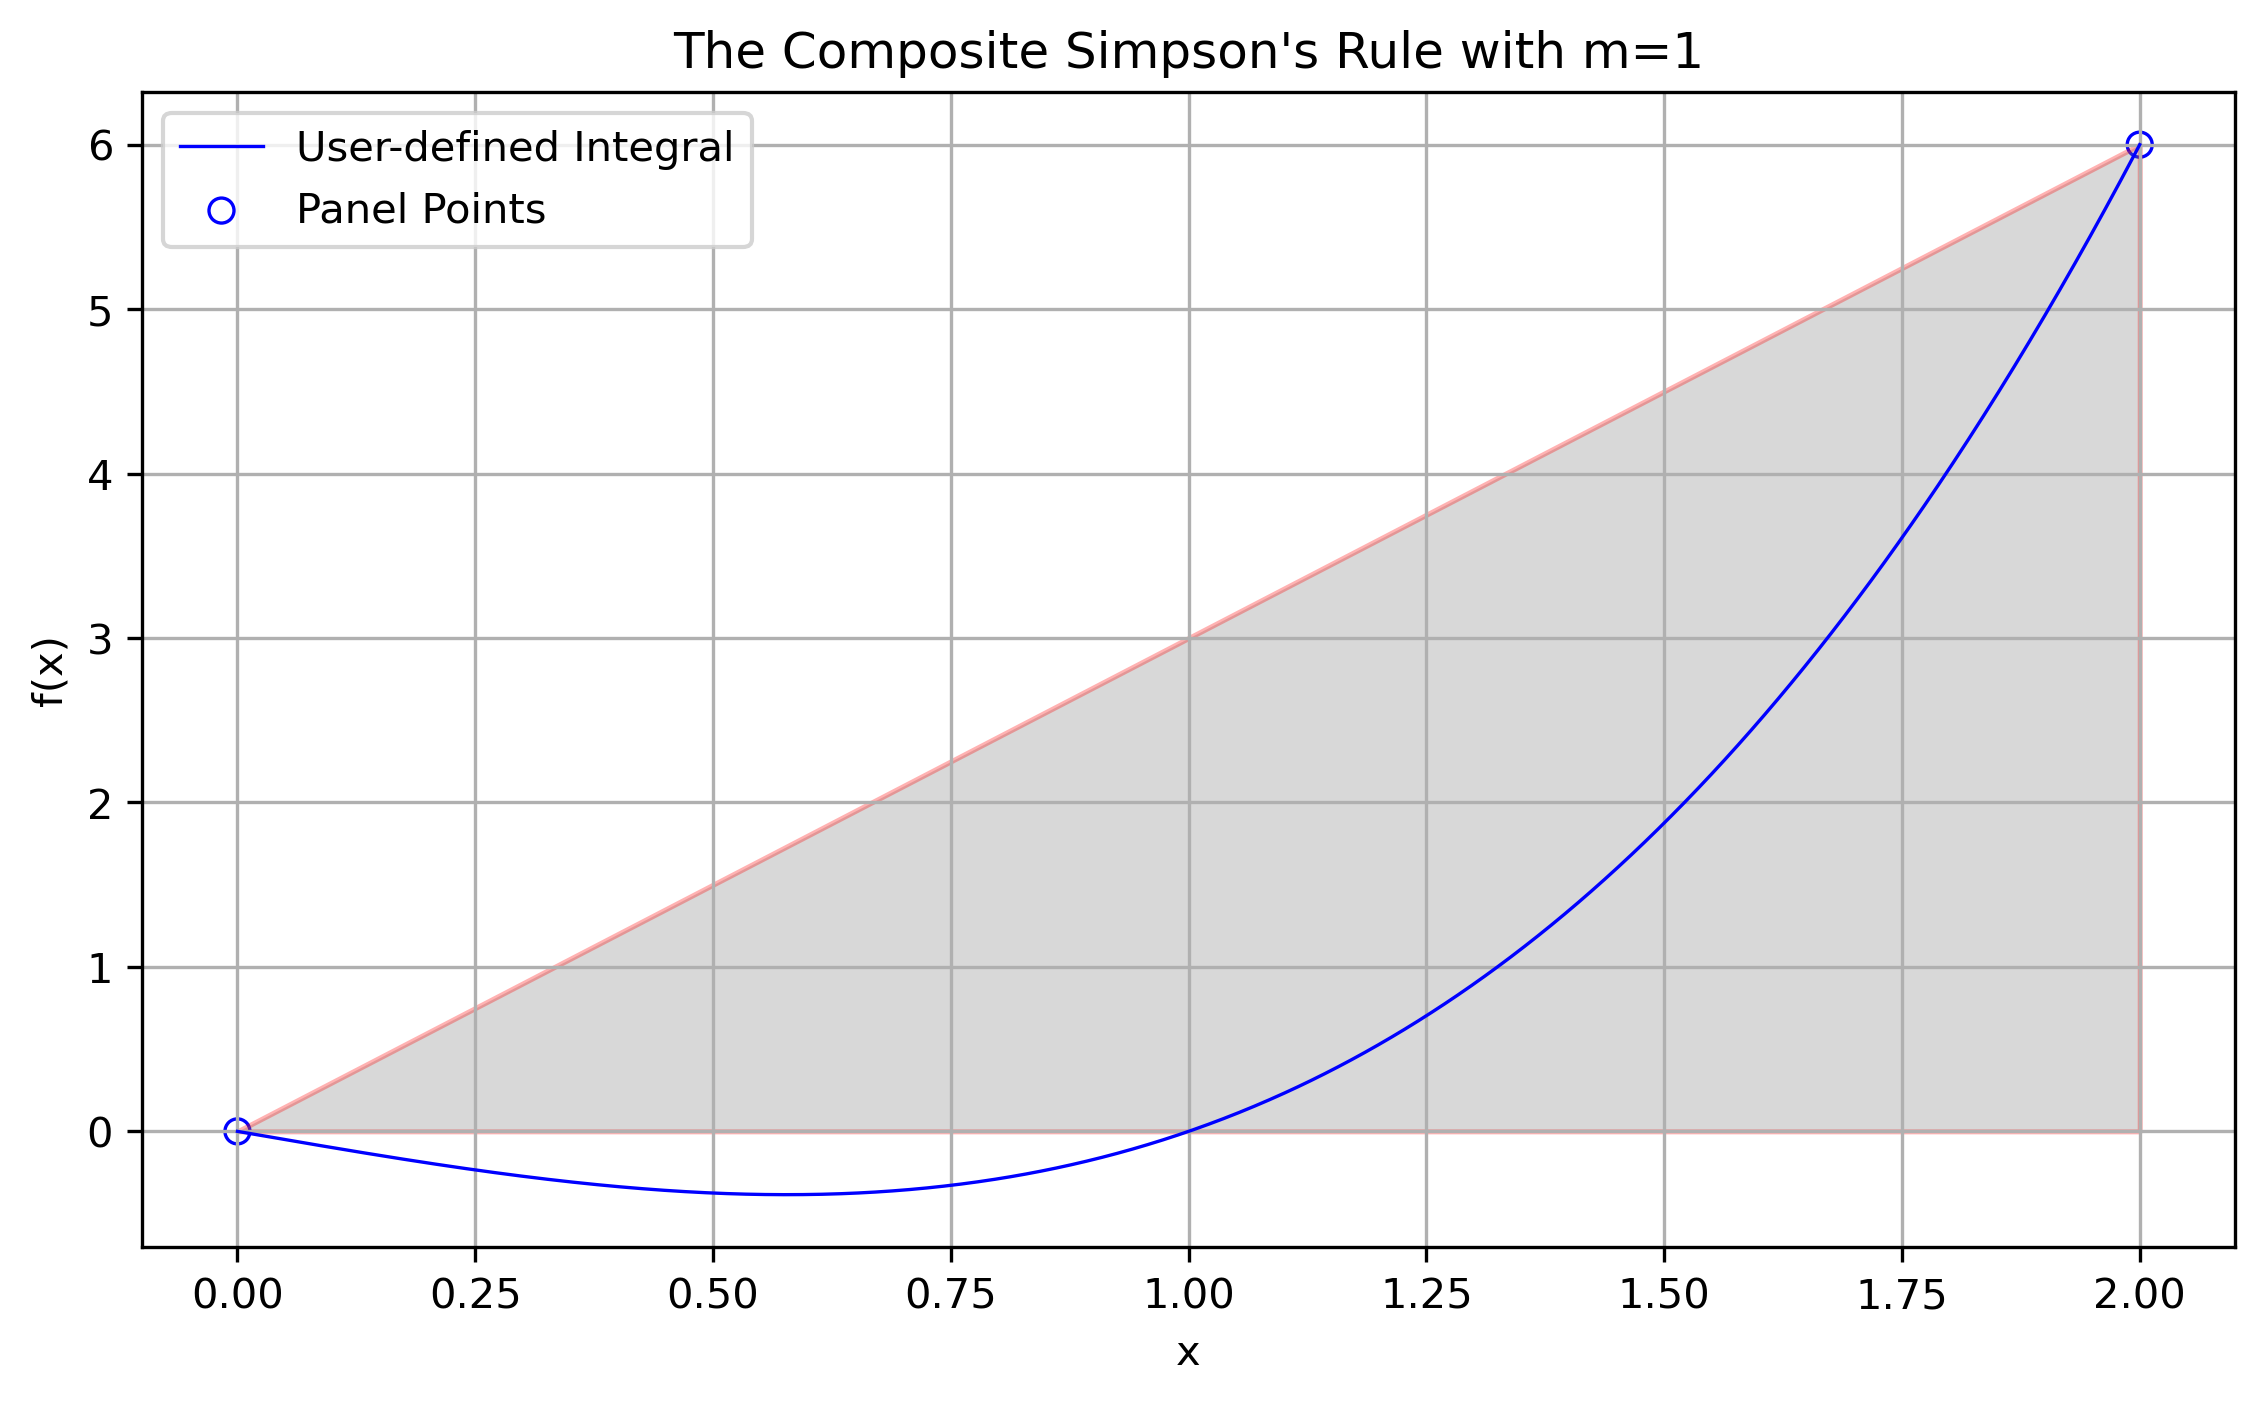 The Composite Simpson's Rule with m=1
User-defined Integral
Panel Points
6
5
4
3
2
1
0
f(x)
0.00 0.25 0.50 0.75 1.00 1.25 1.50 1.75 2.00
x